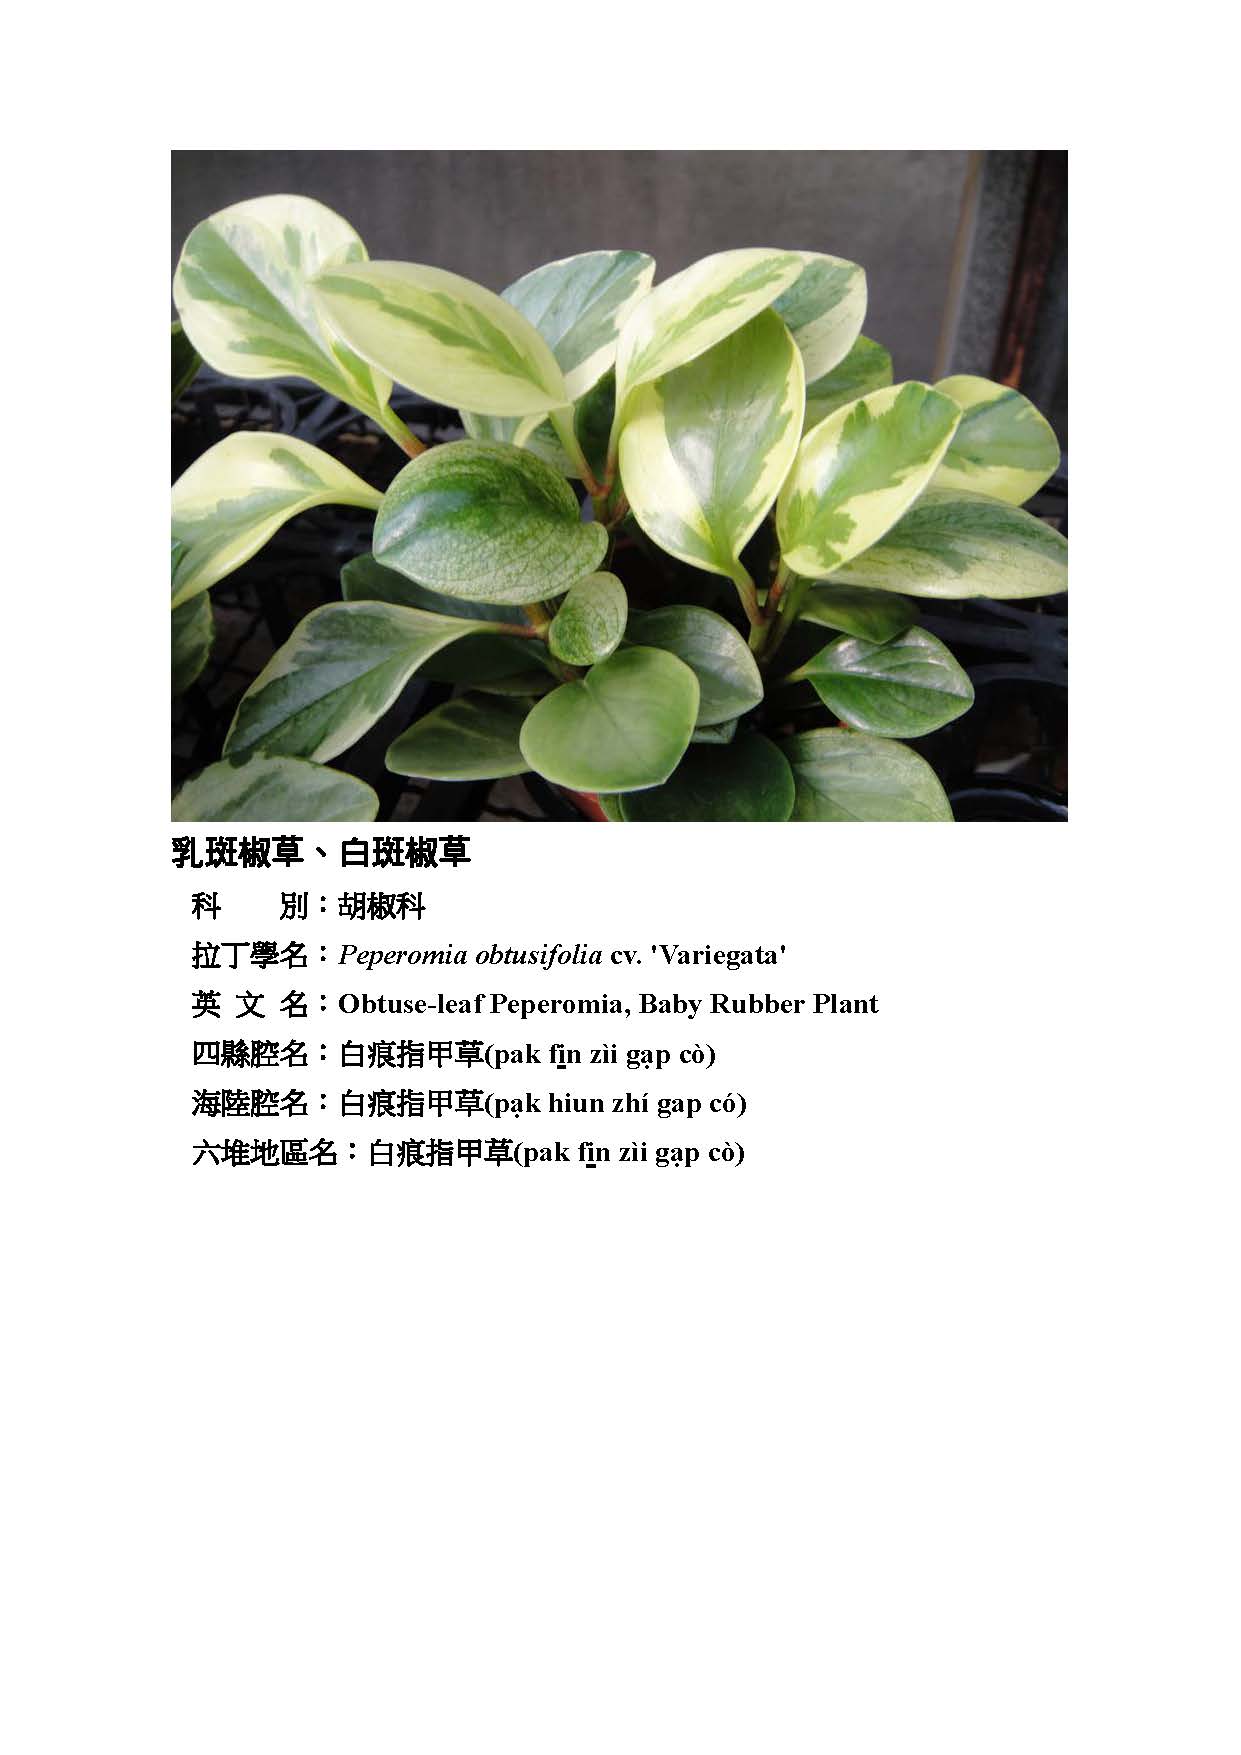 乳斑椒草、白斑椒草
科　　別：胡椒科
拉丁學名：Peperomia obtusifolia cv. 'Variegata'
英 文 名：Obtuse-leaf Peperomia, Baby Rubber Plant
四縣腔名：白痕指甲草(pak fi̱n zìi gạp cò)
海陸腔名：白痕指甲草(pạk hiun zhí gap có)
六堆地區名：白痕指甲草(pak fi̱n zìi gạp cò)